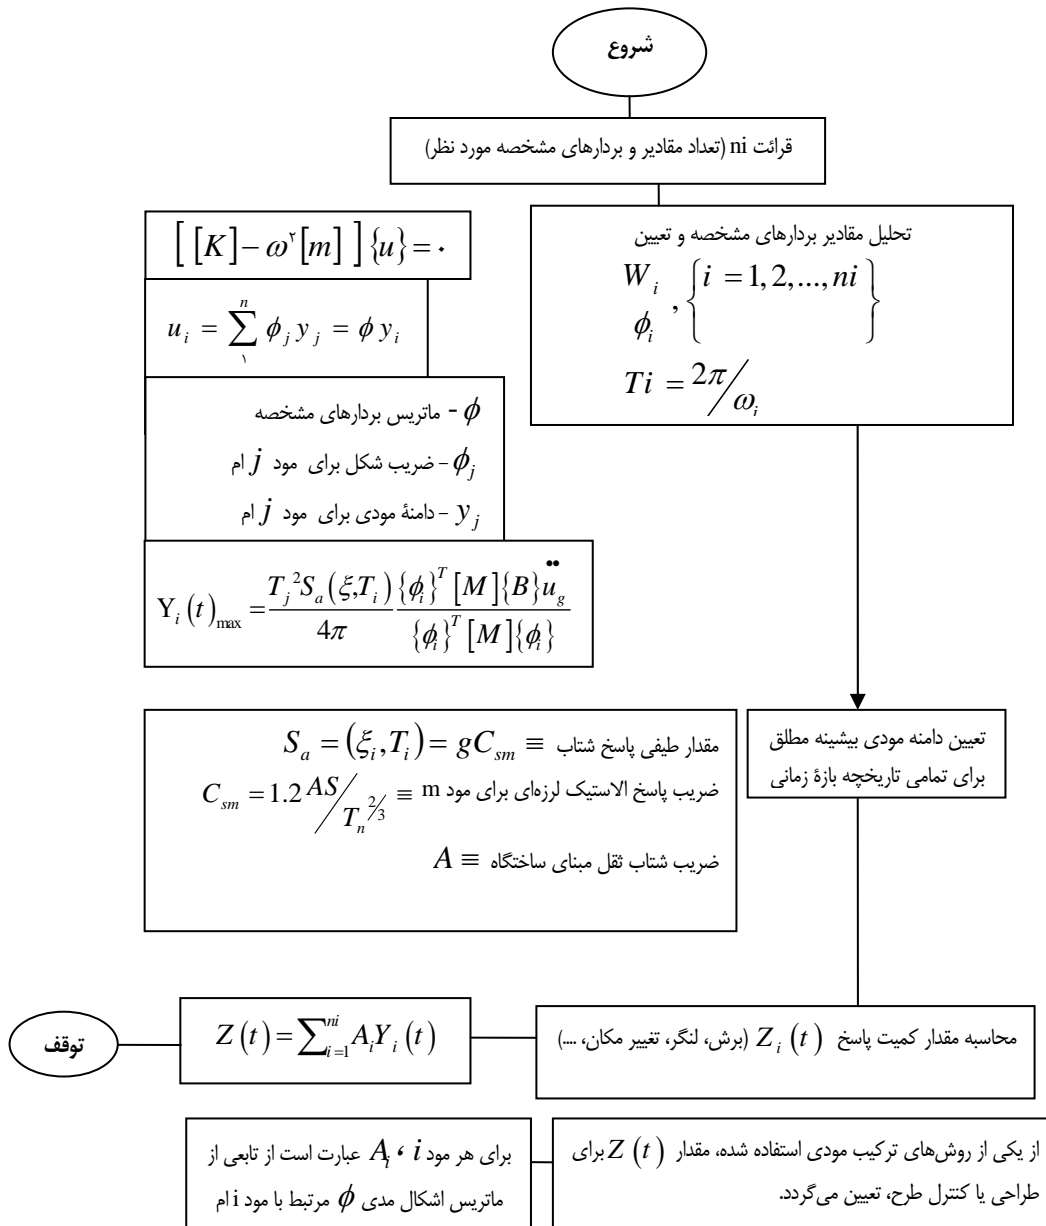 شروع
قرائت ni (تعداد مقادیر و بردارهای مشخصه مورد نظر)
تحلیل مقادیر بردارهای مشخصه و تعیین
W_i
ϕ_i , {i = 1, 2, ..., ni}
Ti = 2π/ω_i
[ [K] − ω^۲ [m] ] {u} = ۰
u_i = ∑_۱^n ϕ_j y_j = ϕ y_i
ϕ - ماتریس بردارهای مشخصه
ϕ_j - ضریب شکل برای مود j ام
y_j - دامنهٔ مودی برای مود j ام
Y_i (t)_max = T_j^2 S_a (ξ,T_i) / 4π {ϕ_i}^T [M]{B} ü_g / {ϕ_i}^T [M]{ϕ_i}
تعیین دامنه مودی بیشینه مطلق
برای تمامی تاریخچه بازهٔ زمانی
مقدار طیفی پاسخ شتاب ≡ S_a = (ξ_i, T_i) = gC_sm
ضریب پاسخ الاستیک لرزه‌ای برای مود m ≡ C_sm = 1.2 AS/T_n^2/3
ضریب شتاب ثقل مبنای ساختگاه ≡ A
محاسبه مقدار کمیت پاسخ Z_i (t) (برش، لنگر، تغییر مکان، ....)
Z (t) = ∑_i=1^ni A_i Y_i (t)
توقف
از یکی از روش‌های ترکیب مودی استفاده شده، مقدار Z (t) برای
طراحی یا کنترل طرح، تعیین می‌گردد.
برای هر مود i ، A_i عبارت است از تابعی از
ماتریس اشکال مدی ϕ مرتبط با مود i ام